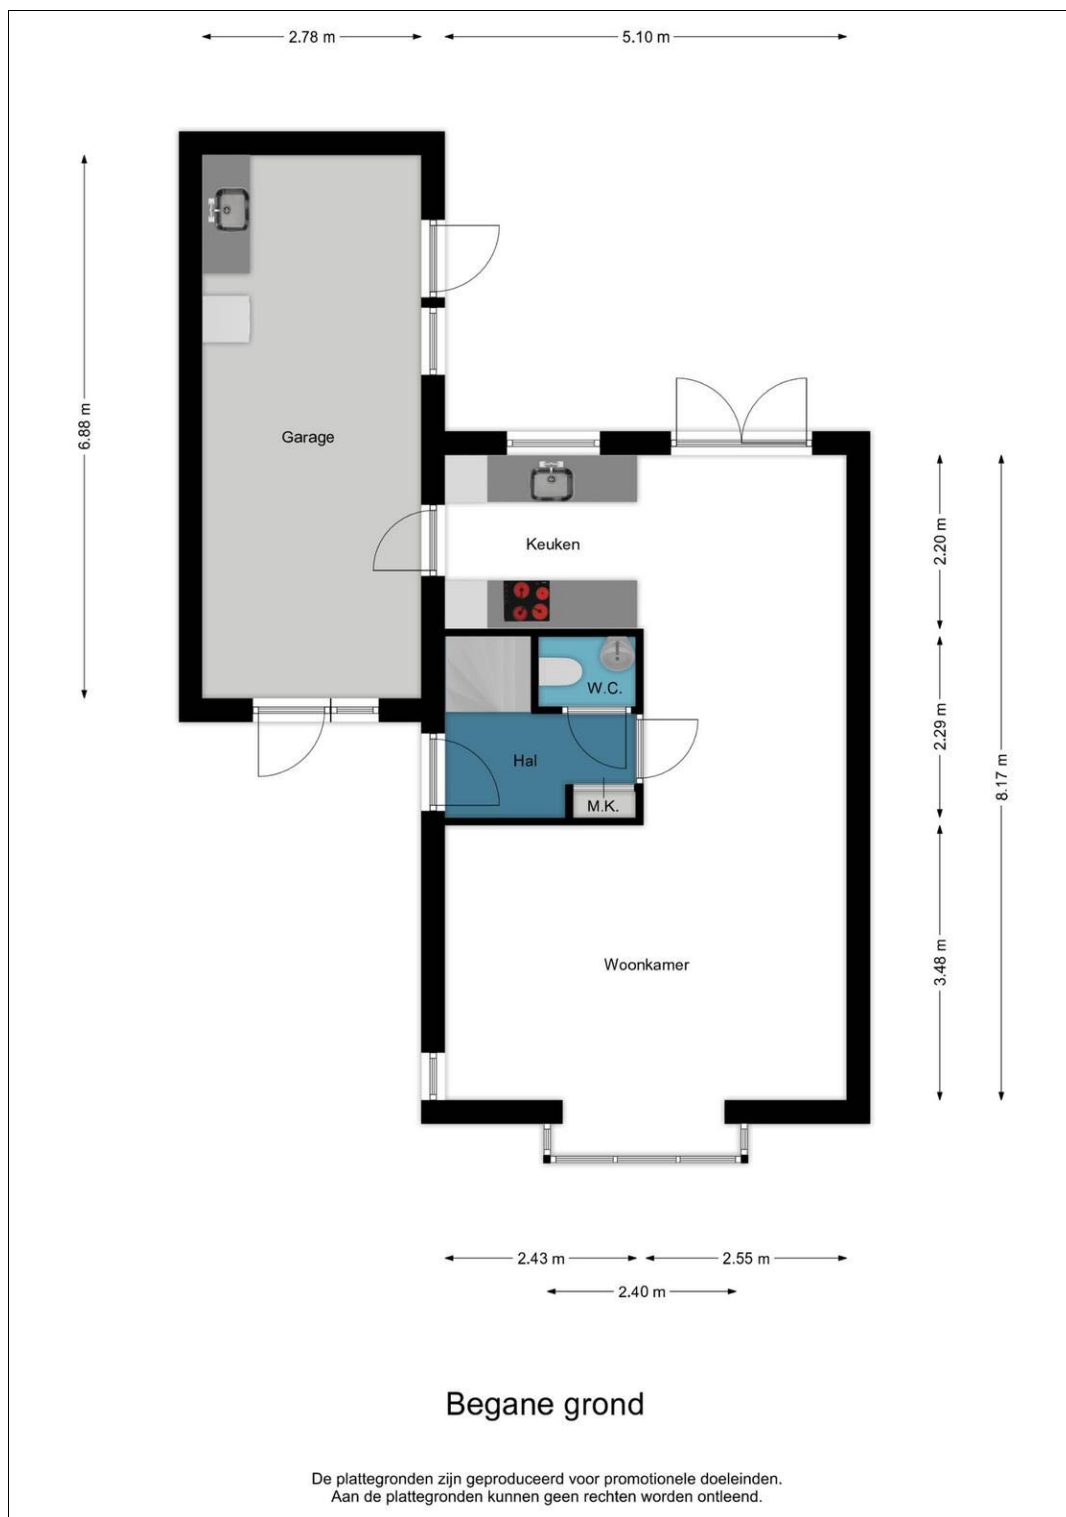 2.78 m
5.10 m
6.88 m
Garage
Keuken
2.20 m
W.C.
Hal
M.K.
2.29 m
8.17 m
Woonkamer
3.48 m
2.43 m
2.55 m
2.40 m
Begane grond
De plattegronden zijn geproduceerd voor promotionele doeleinden.
Aan de plattegronden kunnen geen rechten worden ontleend.